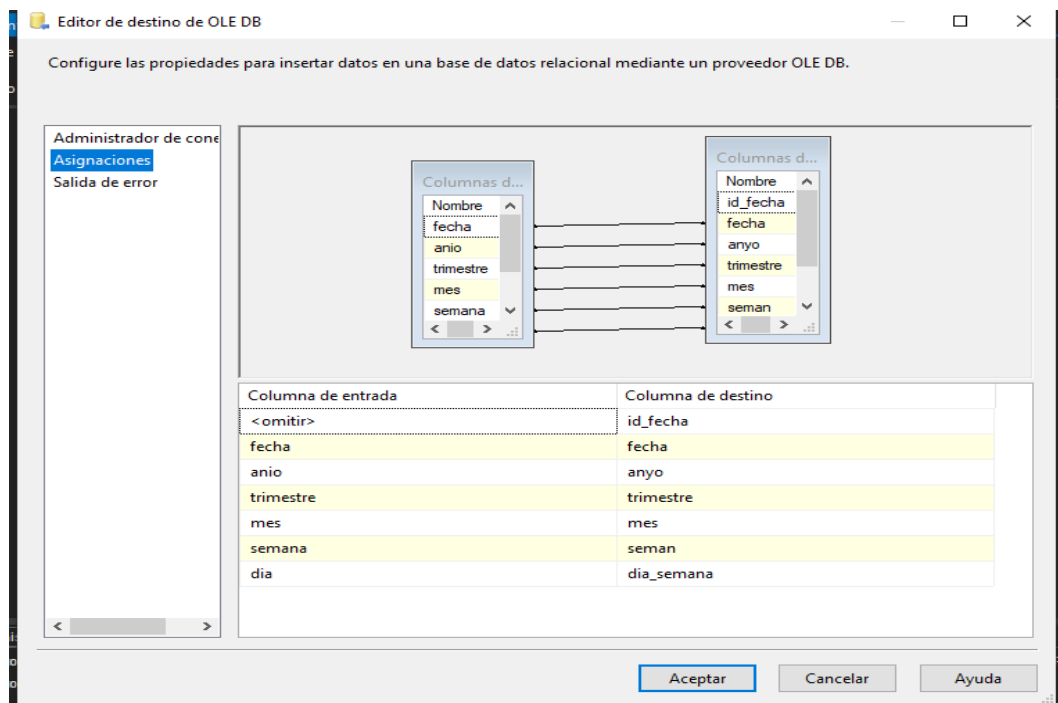 Editor de destino de OLE DB
Configure las propiedades para insertar datos en una base de datos relacional mediante un proveedor OLE DB.
Administrador de cone
Asignaciones
Salida de error
Columnas d...
Nombre
fecha
anio
trimestre
mes
semana
Columnas d...
Nombre
id_fecha
fecha
anyo
trimestre
mes
seman
Columna de entrada Columna de destino
<omitir> id_fecha
fecha fecha
anio anyo
trimestre trimestre
mes mes
semana seman
dia dia_semana
Aceptar Cancelar Ayuda